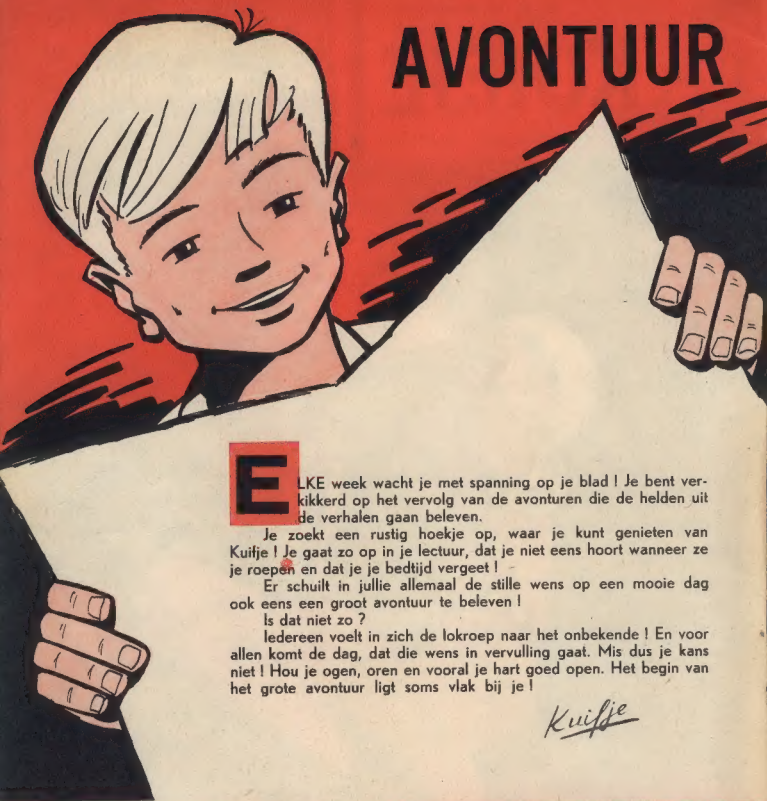 AVONTUUR
ELKE week wacht je met spanning op je blad ! Je bent ver-
kikkerd op het vervolg van de avonturen die de helden uit
de verhalen gaan beleven.
Je zoekt een rustig hoekje op, waar je kunt genieten van
Kuifje ! Je gaat zo op in je lectuur, dat je niet eens hoort wanneer ze
je roepen en dat je je bedtijd vergeet !
Er schuilt in jullie allemaal de stille wens op een mooie dag
ook eens een groot avontuur te beleven !
Is dat niet zo ?
Iedereen voelt in zich de lokroep naar het onbekende ! En voor
allen komt de dag, dat die wens in vervulling gaat. Mis dus je kans
niet ! Hou je ogen, oren en vooral je hart goed open. Het begin van
het grote avontuur ligt soms vlak bij je !
Kuifje